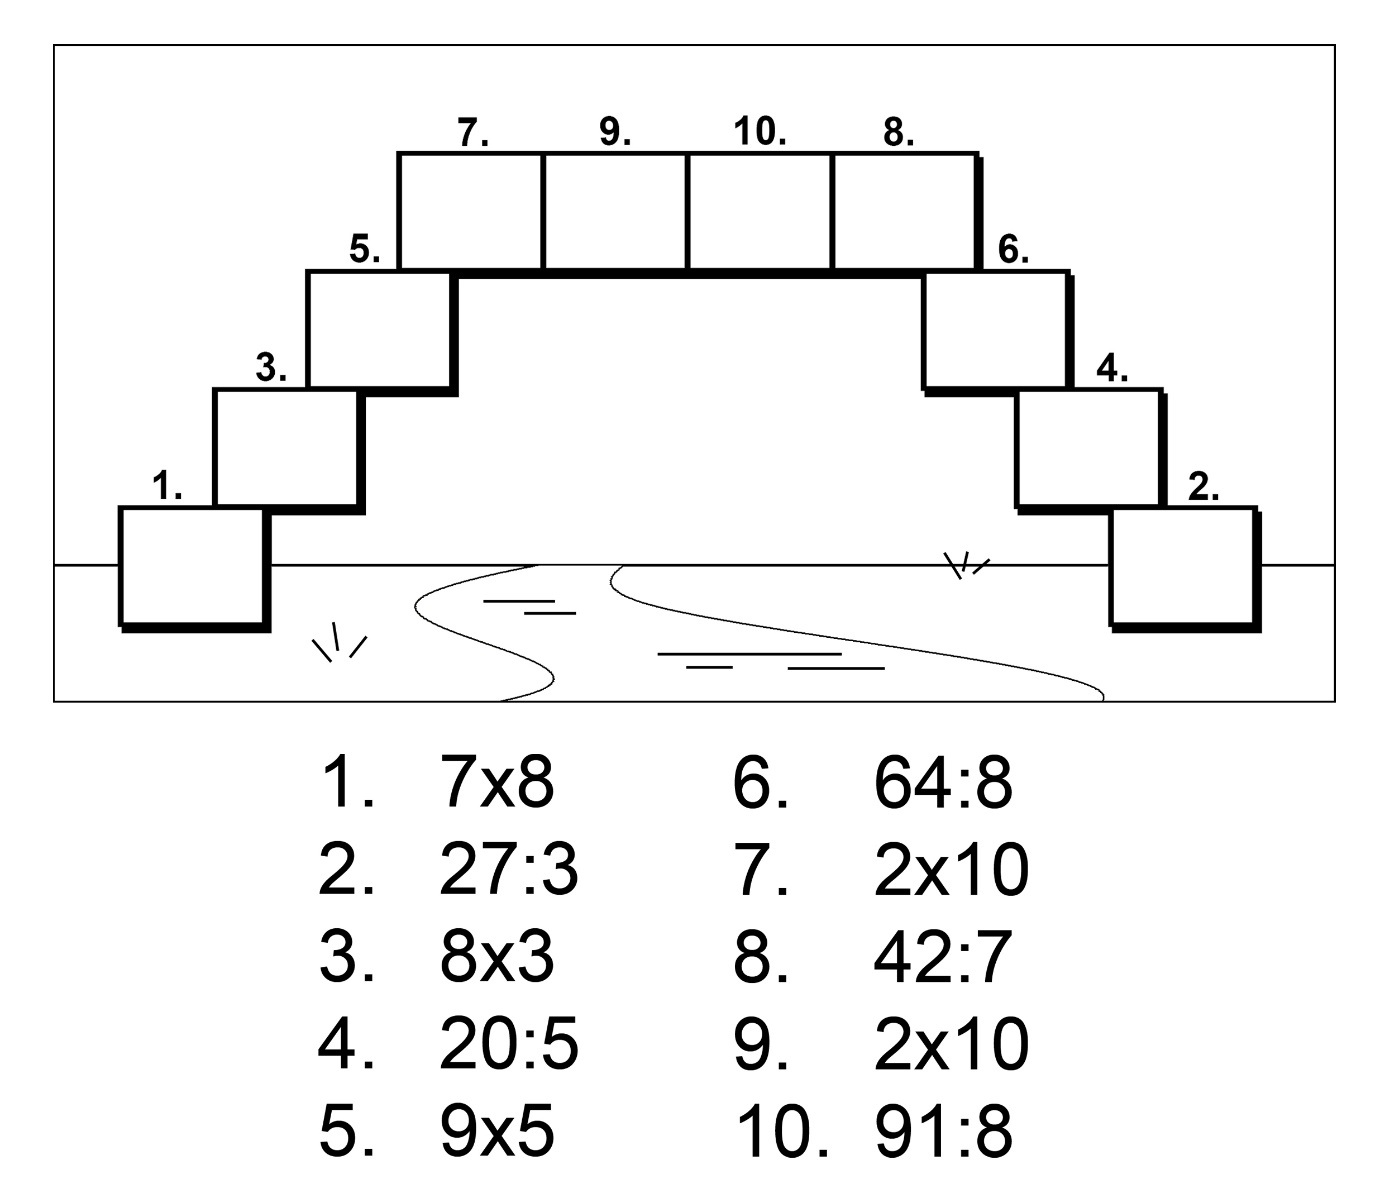 7. 9. 10. 8.
5. 6.
3. 4.
1. 2.
1. 7x8
2. 27:3
3. 8x3
4. 20:5
5. 9x5
6. 64:8
7. 2x10
8. 42:7
9. 2x10
10. 91:8